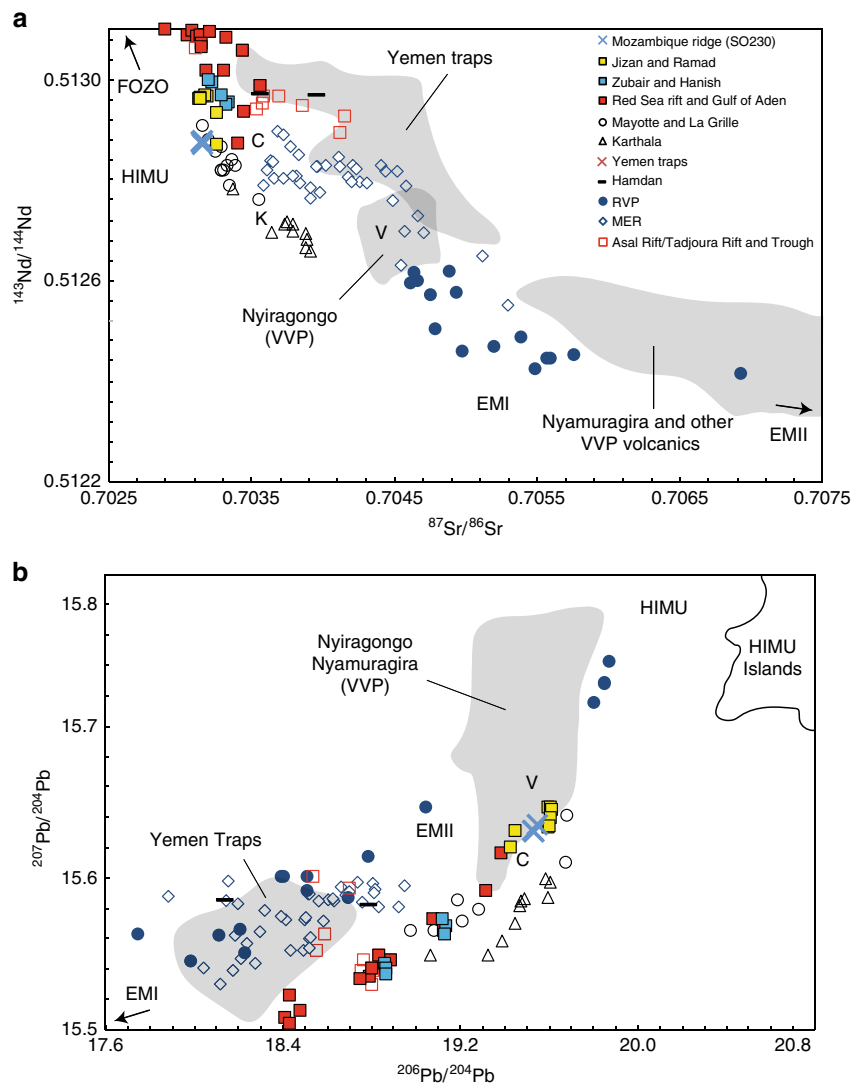 a
0.5130
0.5126
0.5122
143Nd/144Nd
FOZO
HIMU
C
K
V
Yemen traps
Nyiragongo
(VVP)
EMI
Nyamuragira and other
VVP volcanics
EMII
Mozambique ridge (SO230)
Jizan and Ramad
Zubair and Hanish
Red Sea rift and Gulf of Aden
Mayotte and La Grille
Karthala
Yemen traps
Hamdan
RVP
MER
Asal Rift/Tadjoura Rift and Trough
0.7025 0.7035 0.7045 0.7055 0.7065 0.7075
87Sr/86Sr
b
15.8
15.7
15.6
15.5
207Pb/204Pb
HIMU
HIMU
Islands
Nyiragongo
Nyamuragira
(VVP)
V
EMII
C
Yemen Traps
EMI
17.6 18.4 19.2 20.0 20.8
206Pb/204Pb